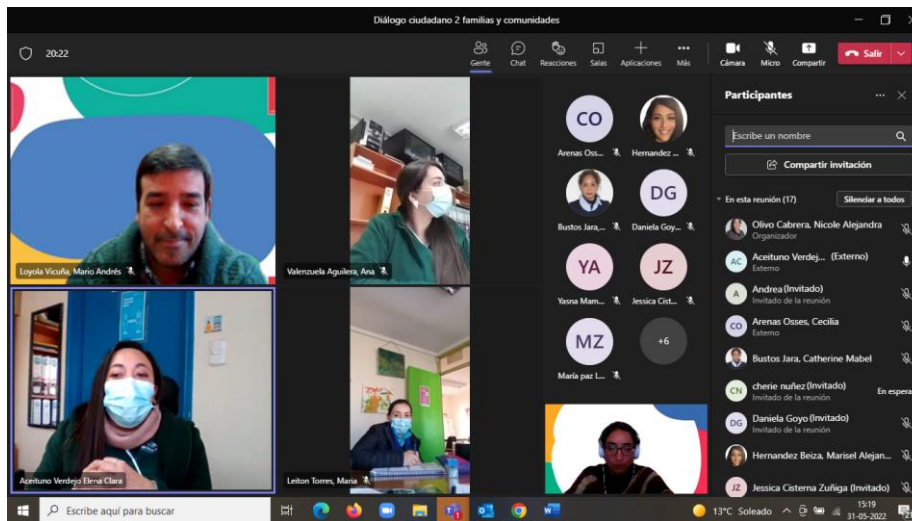 Diálogo ciudadano 2 familias y comunidades
20:22
Gente
Chat
Reacciones
Salas
Aplicaciones
Más
Cámara
Micro
Compartir
Salir
Loyola Vicuña, Mario Andrés
Valenzuela Aguilera, Ana
Aceituno Verdejo Elena Clara
Leiton Torres, Maria
CO
Arenas Oss...
Hernandez ...
Bustos Jara,...
DG
Daniela Goy...
YA
Yasna Mam...
JZ
Jessica Cist...
MZ
María paz L...
+6
Participantes
Escribe un nombre
Compartir invitación
En esta reunión (17)
Silenciar a todos
Olivo Cabrera, Nicole Alejandra
Organizador
AC
Aceituno Verdej... (Externo)
Externo
A
Andrea (Invitado)
Invitado de la reunión
CO
Arenas Osses, Cecilia
Externo
Bustos Jara, Catherine Mabel
CN
cherie nuñez (Invitado)
Invitado de la reunión
En espera
DG
Daniela Goyo (Invitado)
Invitado de la reunión
Hernandez Beiza, Marisel Alejan...
JZ
Jessica Cisterna Zuñiga (Invitado)
Escribe aquí para buscar
13°C Soleado
15:19
31-05-2022